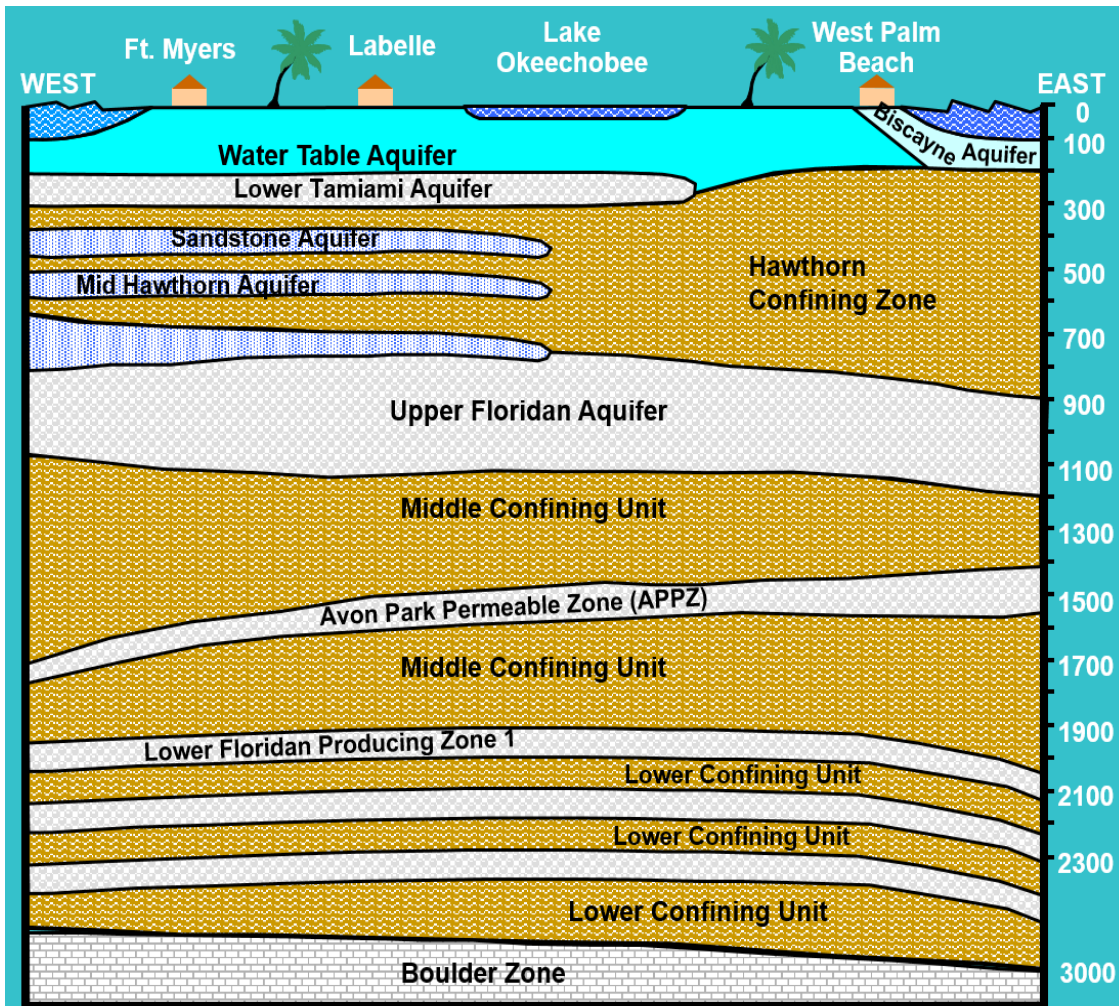 Ft. Myers
Labelle
Lake
Okeechobee
West Palm
Beach
WEST
EAST
0
Biscayne Aquifer
100
Water Table Aquifer
Lower Tamiami Aquifer
300
Sandstone Aquifer
Hawthorn
Confining Zone
500
Mid Hawthorn Aquifer
700
Upper Floridan Aquifer
900
1100
Middle Confining Unit
1300
Avon Park Permeable Zone (APPZ)
1500
Middle Confining Unit
1700
1900
Lower Floridan Producing Zone 1
Lower Confining Unit
2100
Lower Confining Unit
2300
Lower Confining Unit
Boulder Zone
3000